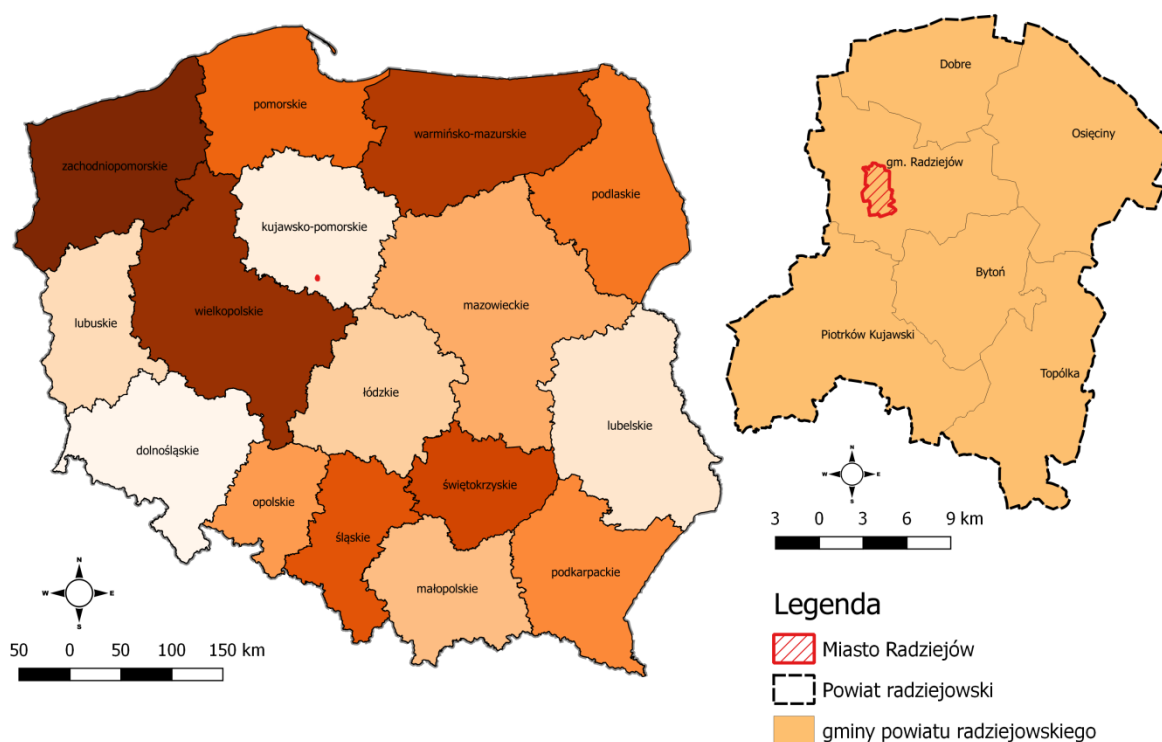 pomorskie
warmińsko-mazurskie
zachodniopomorskie
podlaskie
kujawsko-pomorskie
mazowieckie
wielkopolskie
lubuskie
łódzkie
lubelskie
dolnośląskie
świętokrzyskie
opolskie
śląskie
podkarpackie
małopolskie
N
W E
S
50 0 50 100 150 km
Dobre
Osięciny
gm. Radziejów
Bytoń
Piotrków Kujawski
Topólka
N
W E
S
3 0 3 6 9 km
Legenda
Miasto Radziejów
Powiat radziejowski
gminy powiatu radziejowskiego